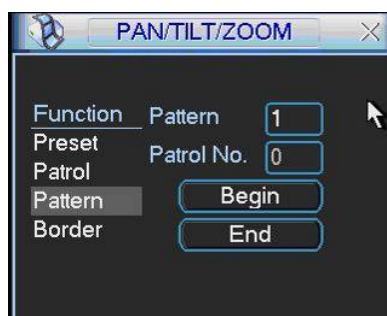 PAN/TILT/ZOOM
Function
Preset
Patrol
Pattern
Border
Pattern 1
Patrol No. 0
Begin
End